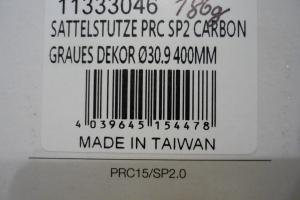 11333046 186g
SATTELSTUTZE PRC SP2 CARBON
GRAUES DEKOR Ø30.9 400MM
4 039645 154478
MADE IN TAIWAN
PRC15/SP2.0